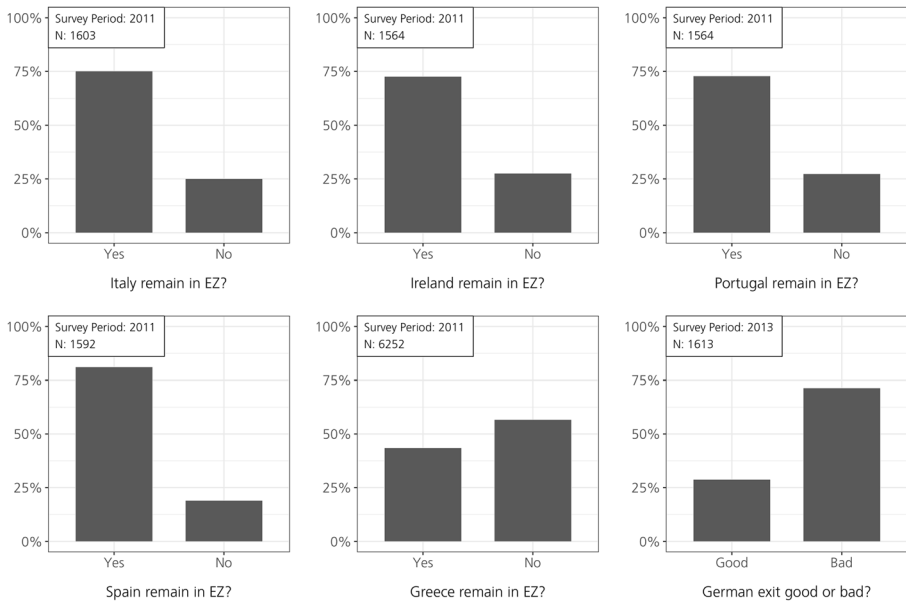 Survey Period: 2011
N: 1603
100%
75%
50%
25%
0%
Yes No
Italy remain in EZ?
Survey Period: 2011
N: 1564
100%
75%
50%
25%
0%
Yes No
Ireland remain in EZ?
Survey Period: 2011
N: 1564
100%
75%
50%
25%
0%
Yes No
Portugal remain in EZ?
Survey Period: 2011
N: 1592
100%
75%
50%
25%
0%
Yes No
Spain remain in EZ?
Survey Period: 2011
N: 6252
100%
75%
50%
25%
0%
Yes No
Greece remain in EZ?
Survey Period: 2013
N: 1613
100%
75%
50%
25%
0%
Good Bad
German exit good or bad?